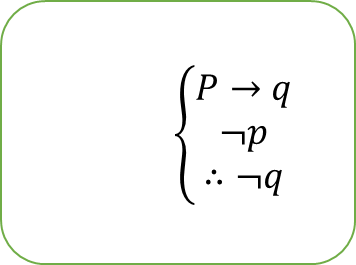 P → q
¬p
∴ ¬q